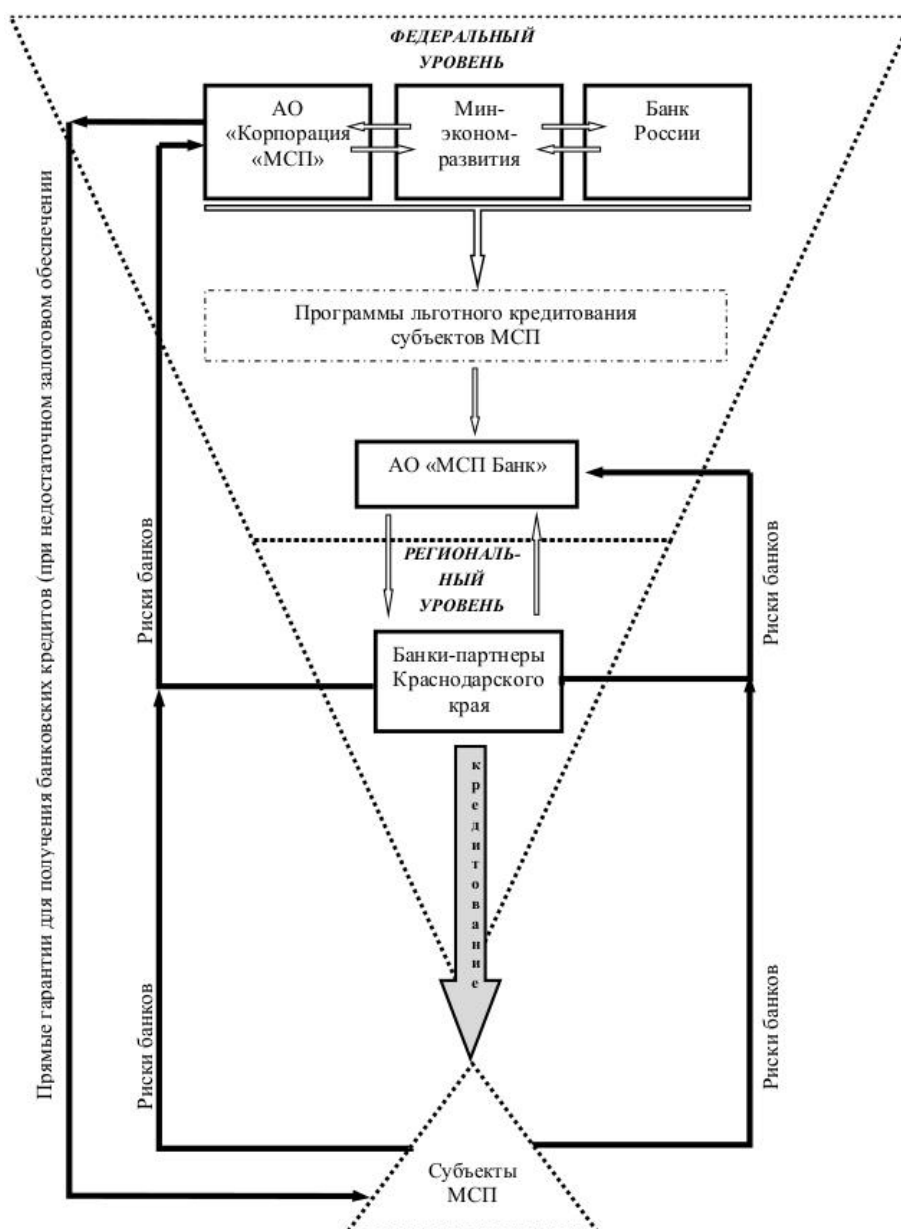 ФЕДЕРАЛЬНЫЙ
УРОВЕНЬ
АО
«Корпорация
«МСП»
Мин-
эконом-
развития
Банк
России
Программы льготного кредитования
субъектов МСП
АО «МСП Банк»
РЕГИОНАЛЬ-
НЫЙ
УРОВЕНЬ
Банки-партнеры
Краснодарского
края
кредитование
Субъекты
МСП
Прямые гарантии для получения банковских кредитов (при недостаточном залоговом обеспечении
Риски банков
Риски банков
Риски банков
Риски банков